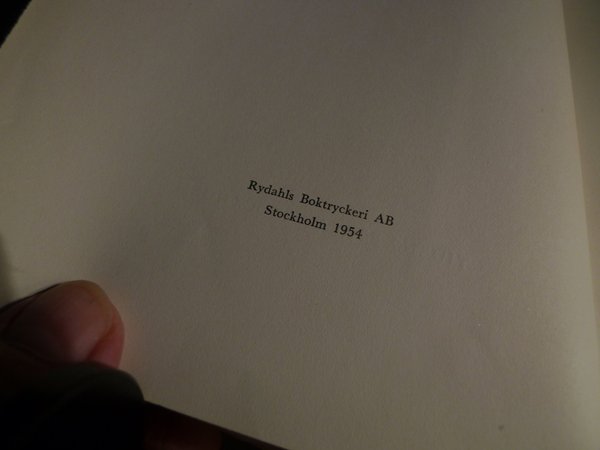 Rydahls Boktryckeri AB
Stockholm 1954